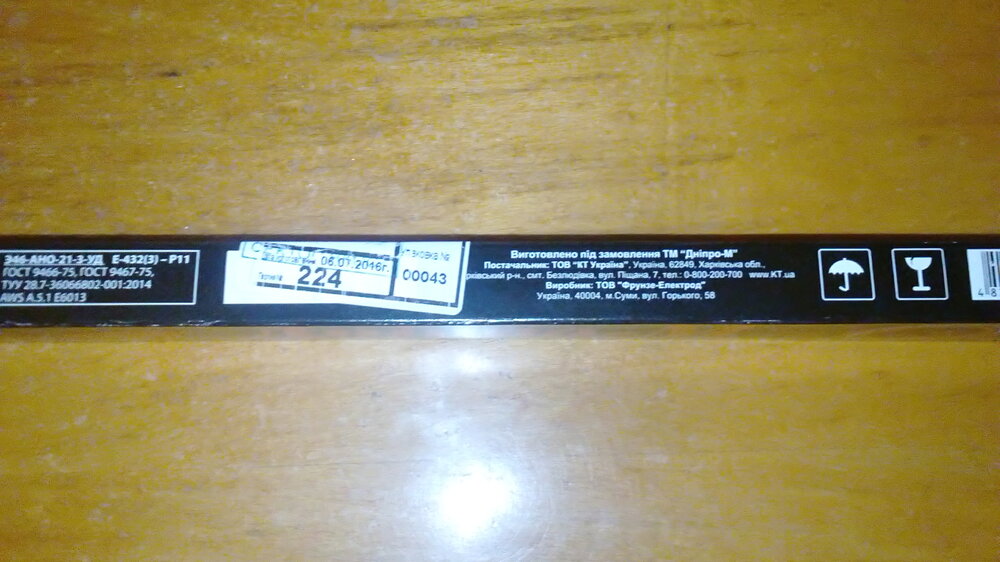 Э46-АНО-21-3-УД Е-432(3) – Р11
ГОСТ 9466-75, ГОСТ 9467-75,
ТУУ 28.7-36066802-001:2014
AWS A.5.1 E6013
05.01.2016г.
224
Упаковка №
00043
Виготовлено під замовлення ТМ "Дніпро-М"
Постачальник: ТОВ "КТ Україна", Україна, 62849, Харківська обл.,
р-н., смт. Безлюдівка, вул. Піщана, 7, тел.: 0-800-200-700 www.KT.ua
Виробник: ТОВ "Фрунзе-Електрод"
Україна, 40004, м.Суми, вул. Горького, 58